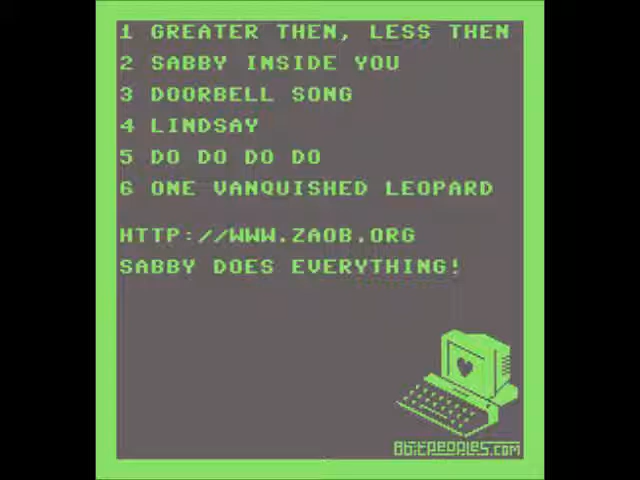 1 GREATER THEN, LESS THEN
2 SABBY INSIDE YOU
3 DOORBELL SONG
4 LINDSAY
5 DO DO DO DO
6 ONE VANQUISHED LEOPARD
HTTP://WWW.ZAOB.ORG
SABBY DOES EVERYTHING!
8bitpeoples.com